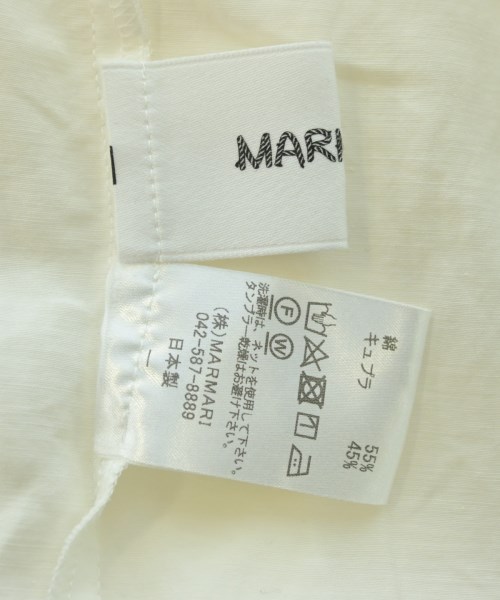 MARI
綿 55%
キュプラ 45%
F W
洗濯時は、ネットを使用して下さい。
タンブラー乾燥はお避け下さい。
(株)MARMARI
042-587-8889
日本製